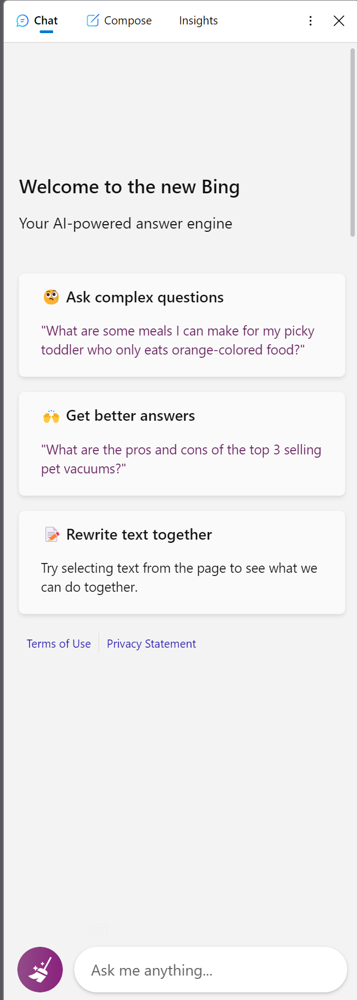 Chat Compose Insights
Welcome to the new Bing
Your AI-powered answer engine
Ask complex questions
"What are some meals I can make for my picky
toddler who only eats orange-colored food?"
Get better answers
"What are the pros and cons of the top 3 selling
pet vacuums?"
Rewrite text together
Try selecting text from the page to see what we
can do together.
Terms of Use Privacy Statement
Ask me anything...